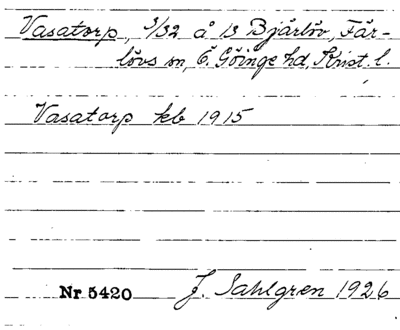 Vasatorp, 1/32 å 13 Bjärlöv, Fär-
lövs sn, Ö. Göinge hd, Krist. l.
Vasatorp kb 1915
Nr 5420 J. Sahlgren 1926